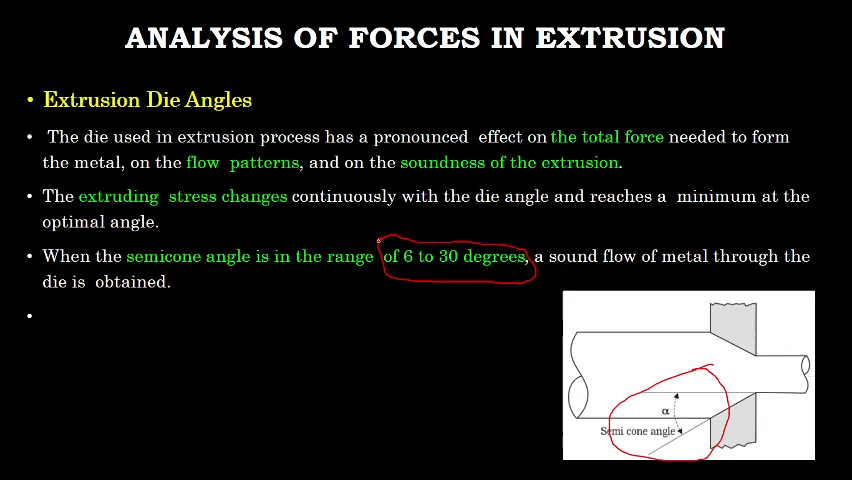 ANALYSIS OF FORCES IN EXTRUSION
• Extrusion Die Angles
• The die used in extrusion process has a pronounced effect on the total force needed to form
the metal, on the flow patterns, and on the soundness of the extrusion.
• The extruding stress changes continuously with the die angle and reaches a minimum at the
optimal angle.
• When the semicone angle is in the range of 6 to 30 degrees, a sound flow of metal through the
die is obtained.
•
α
Semi cone angle